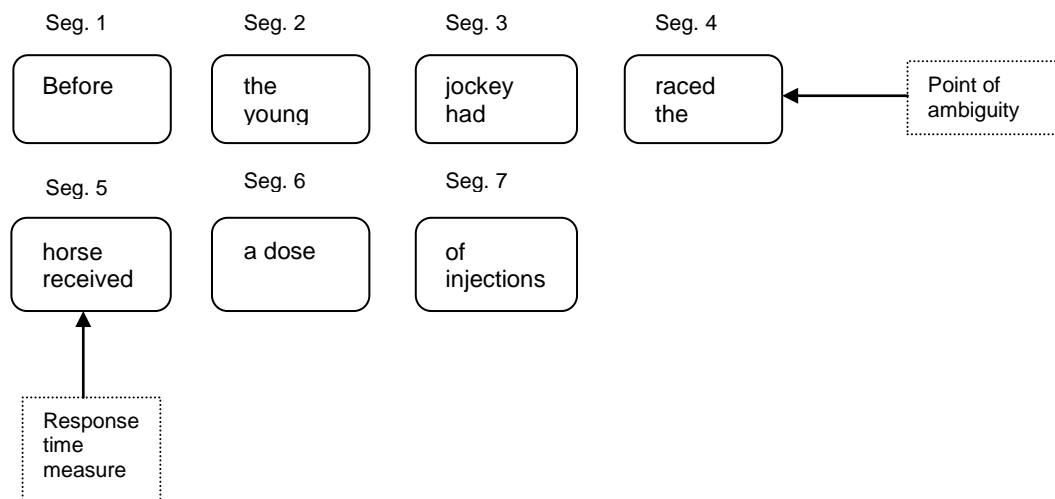 Seg. 1 Seg. 2 Seg. 3 Seg. 4
Before
the
young
jockey
had
raced
the
Point of
ambiguity
Seg. 5 Seg. 6 Seg. 7
horse
received
a dose
of
injections
Response
time
measure